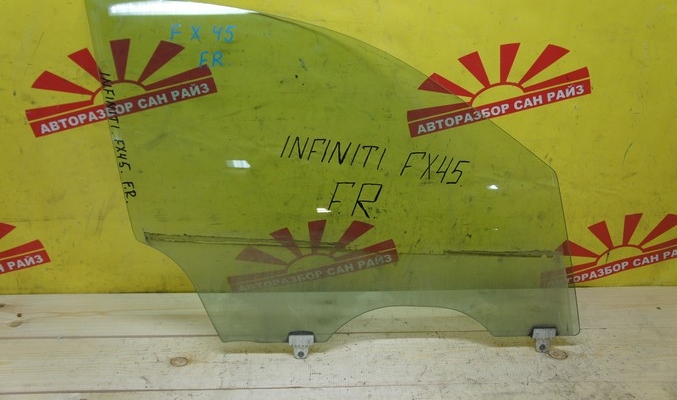 FX45
FR
АВТОРАЗБОР САН РАЙЗ
АВТОРАЗБОР САН РАЙЗ
INFINITI FX45. FR.
INFINITI FX45.
FR
САН РАЙЗ
АВТОРАЗБОР САН РАЙЗ
АВТОРАЗБОР САН РАЙЗ